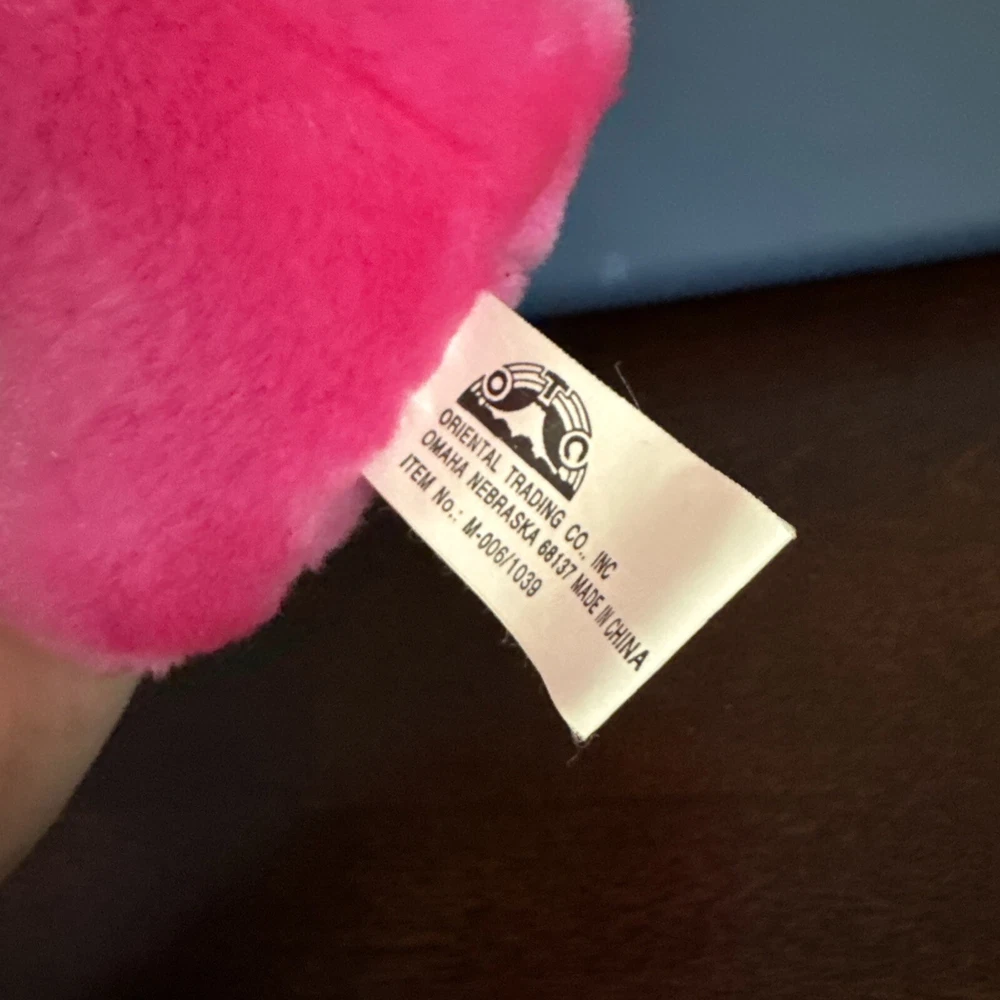 OTC
ORIENTAL TRADING CO., INC
OMAHA NEBRASKA 68137 MADE IN CHINA
ITEM No.: M-006/1039